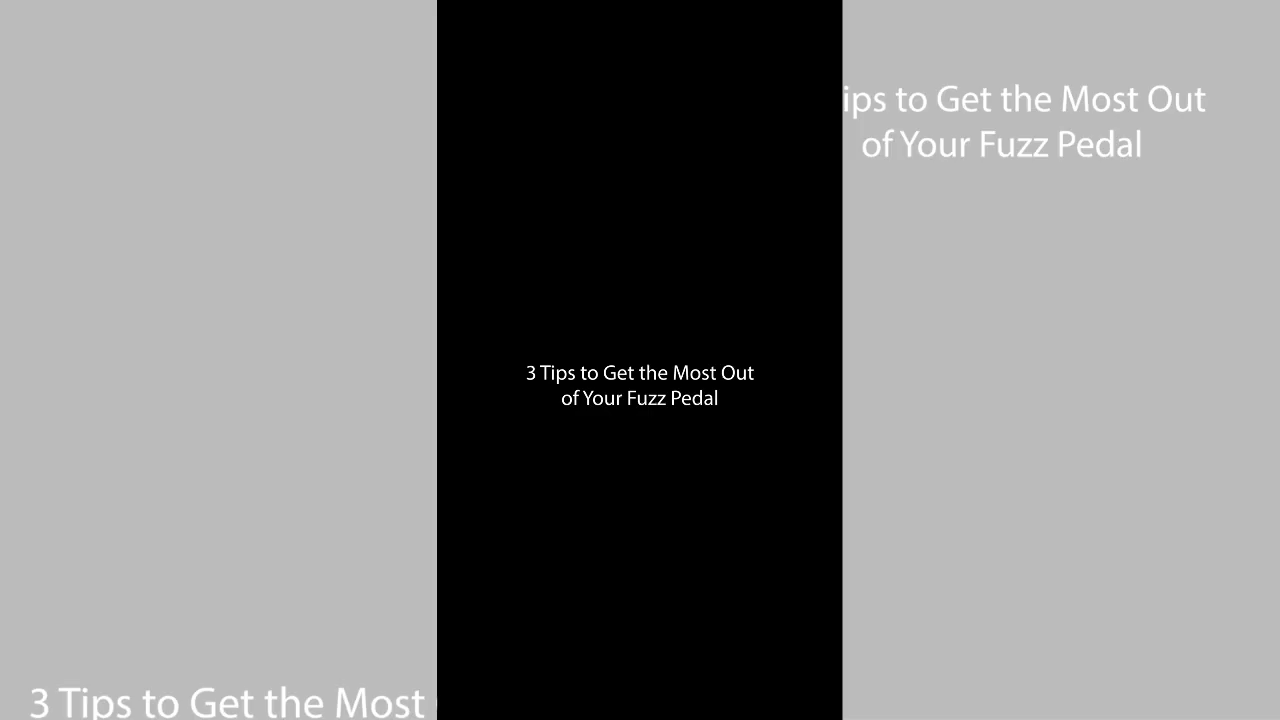 ips to Get the Most Out
of Your Fuzz Pedal
3 Tips to Get the Most Out
of Your Fuzz Pedal
3 Tips to Get the Most